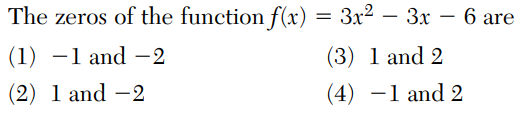 The zeros of the function f(x) = 3x² − 3x − 6 are
(1) −1 and −2 (3) 1 and 2
(2) 1 and −2 (4) −1 and 2